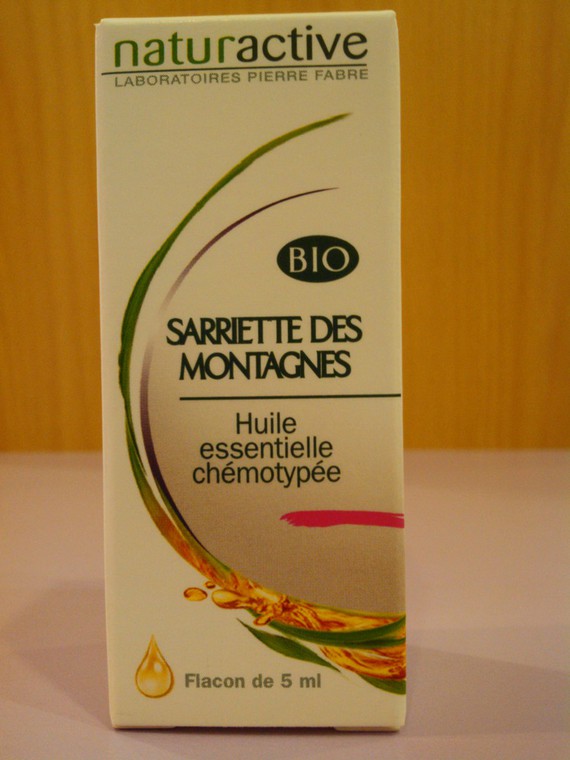 naturactive
LABORATOIRES PIERRE FABRE
BIO
SARRIETTE DES
MONTAGNES
Huile
essentielle
chémotypée
Flacon de 5 ml